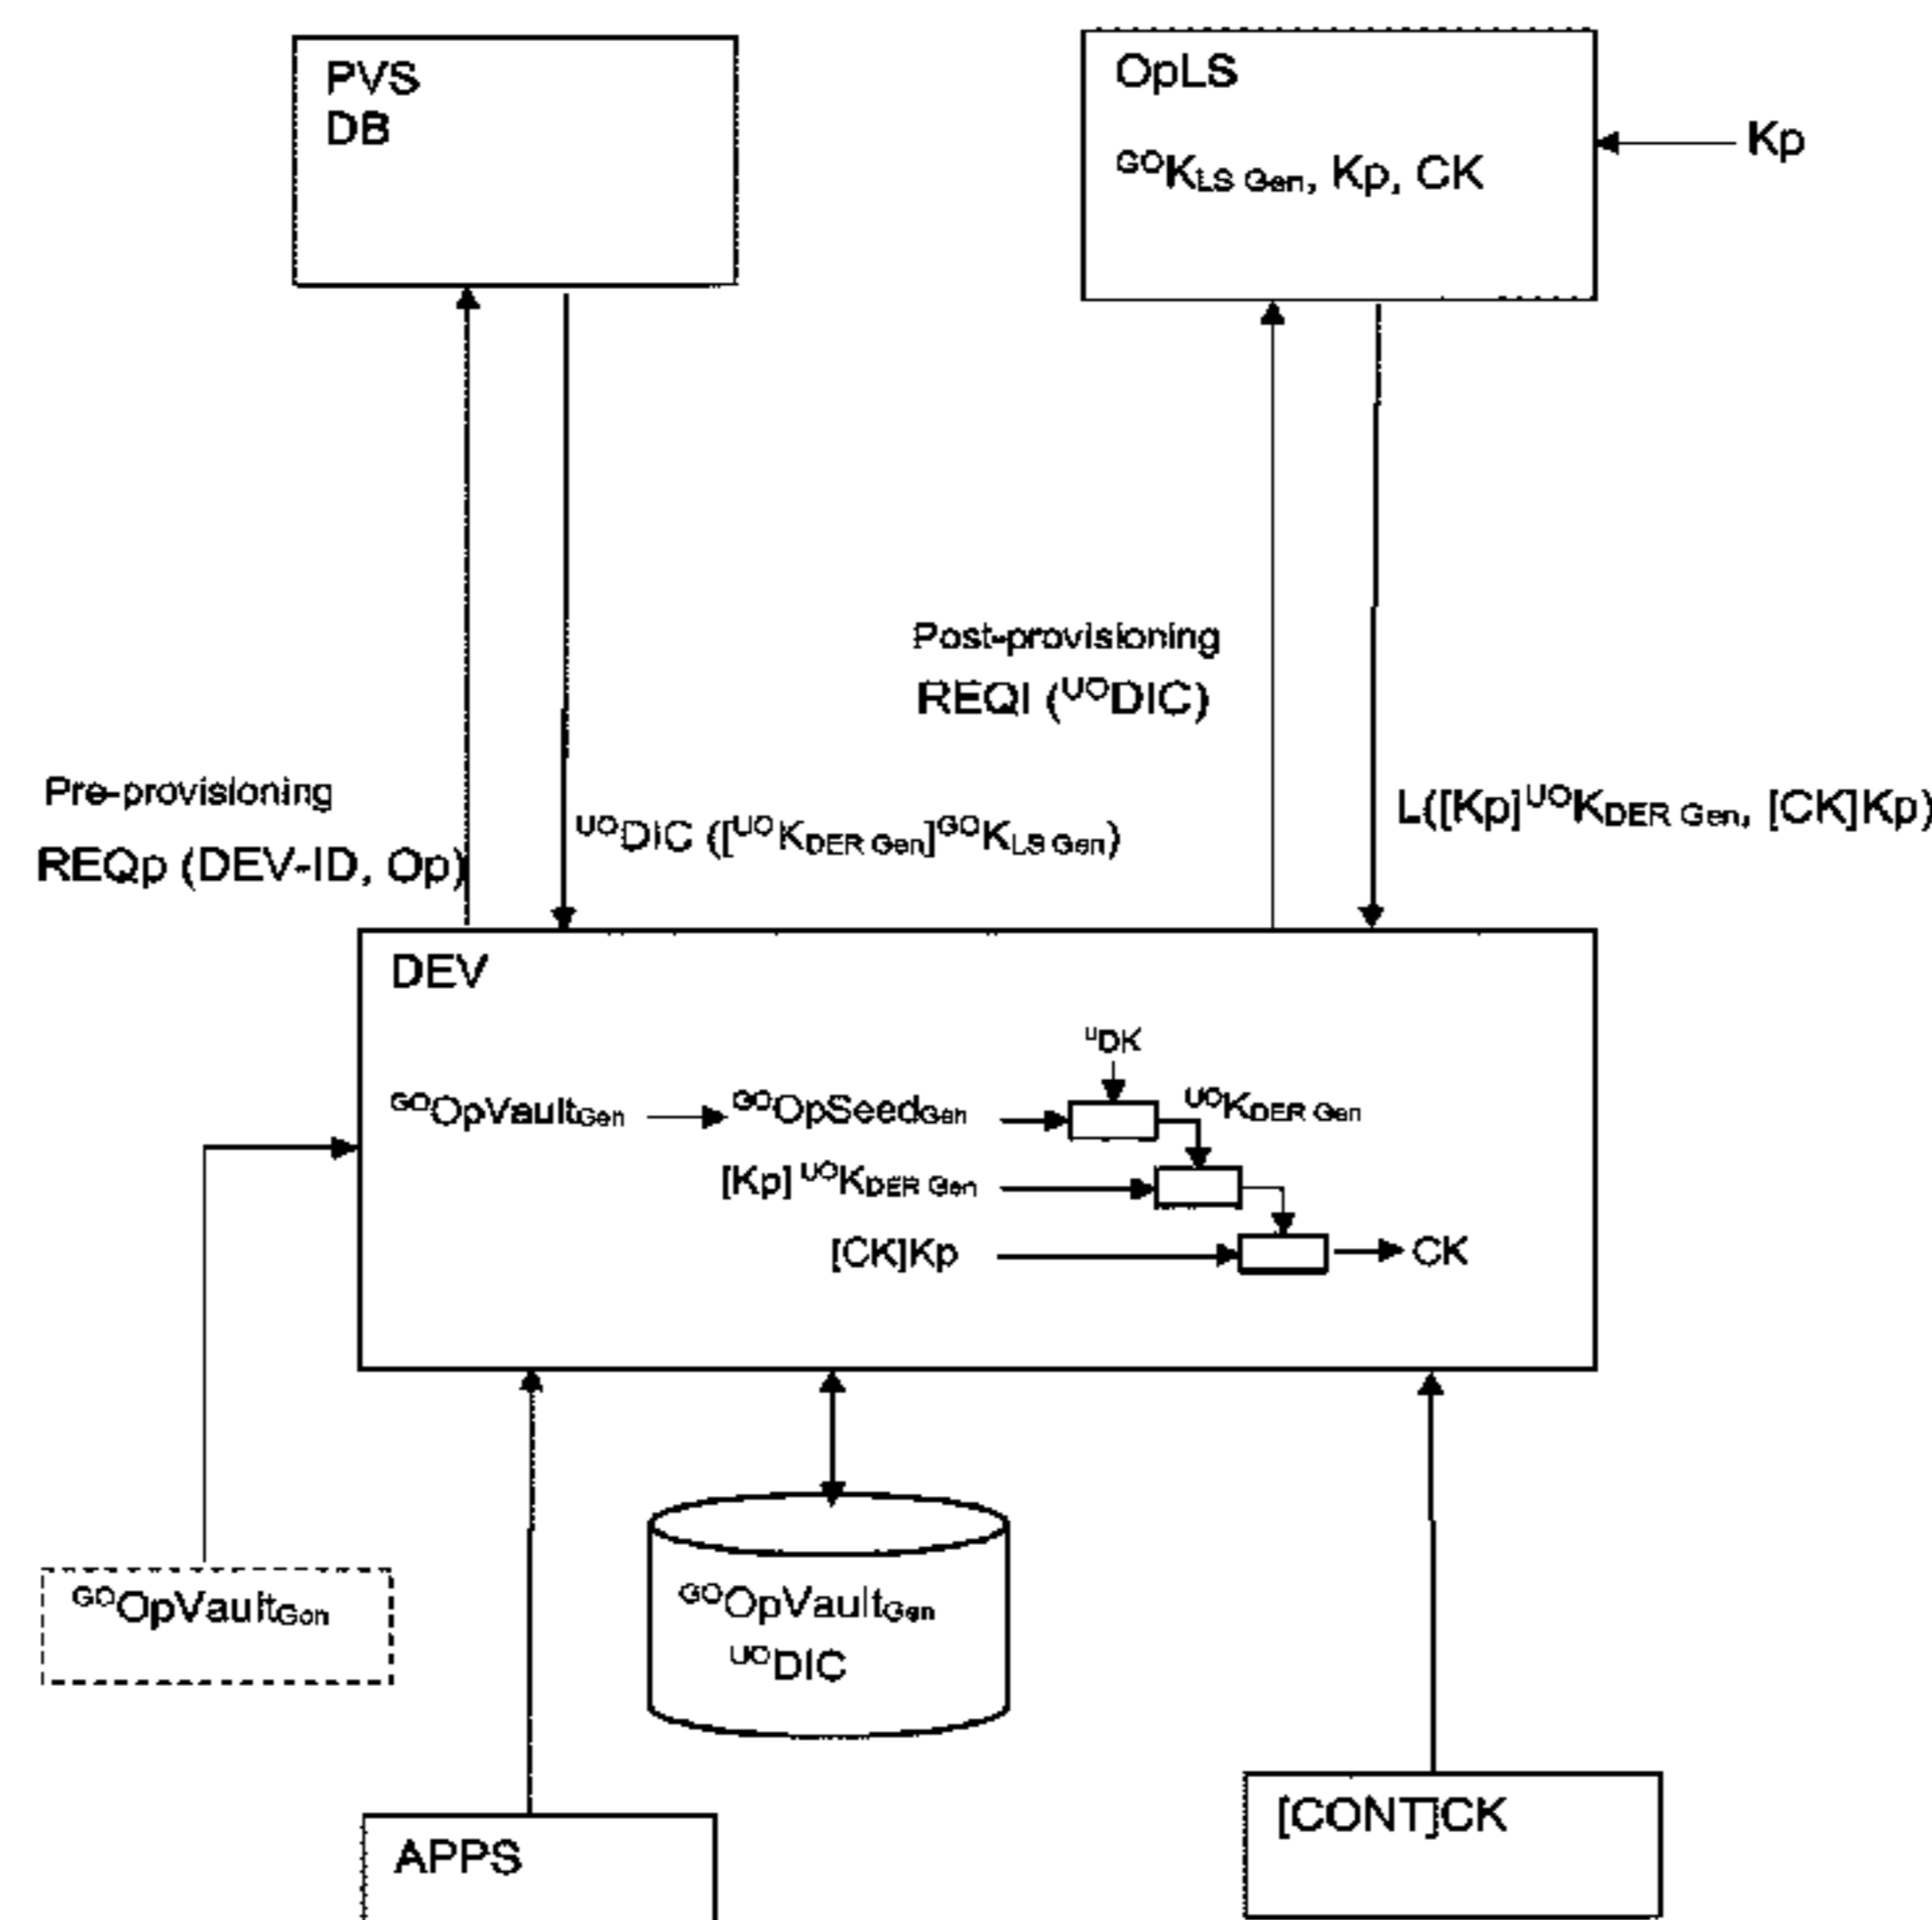 PVS
DB
OpLS
GOKLS Gen, Kp, CK
Kp
Post-provisioning
REQl (UODIC)
Pre-provisioning
REQp (DEV-ID, Op)
UODIC ([UOKDER Gen]GOKLS Gen)
L([Kp]UOKDER Gen, [CK]Kp)
DEV
UDK
GOOpVaultGen
GOOpSeedGen
UOKDER Gen
[Kp] UOKDER Gen
[CK]Kp
CK
GOOpVaultGen
GOOpVaultGen
UODIC
APPS
[CONT]CK